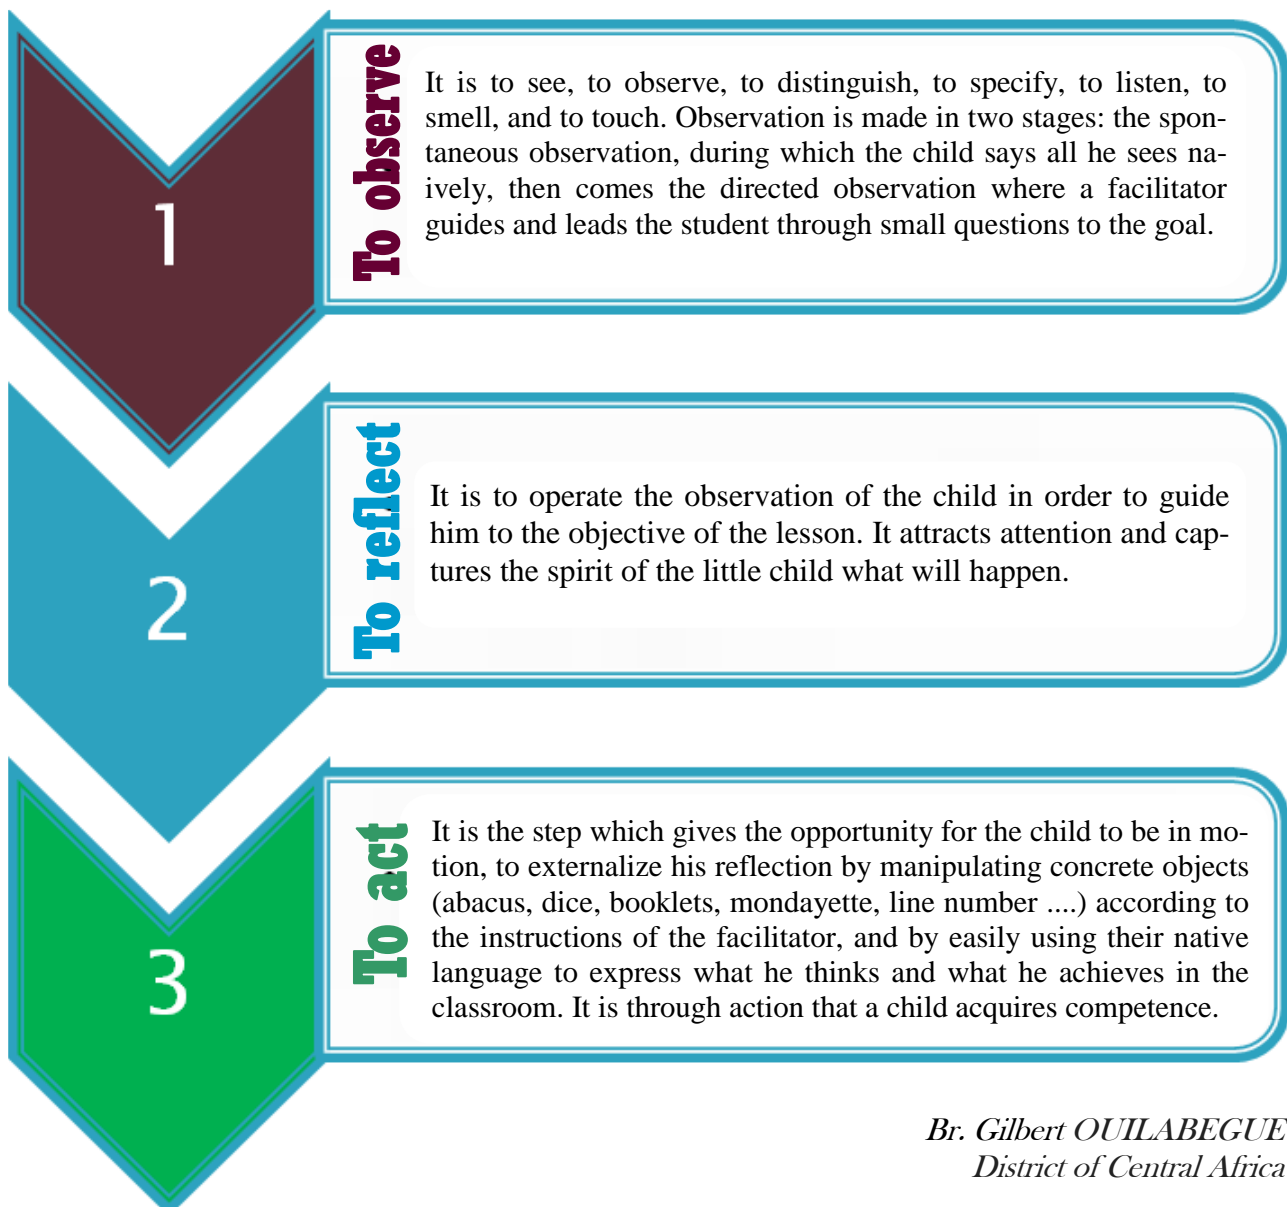 1
To observe
It is to see, to observe, to distinguish, to specify, to listen, to
smell, and to touch. Observation is made in two stages: the spon-
taneous observation, during which the child says all he sees na-
ively, then comes the directed observation where a facilitator
guides and leads the student through small questions to the goal.
2
To reflect
It is to operate the observation of the child in order to guide
him to the objective of the lesson. It attracts attention and cap-
tures the spirit of the little child what will happen.
3
To act
It is the step which gives the opportunity for the child to be in mo-
tion, to externalize his reflection by manipulating concrete objects
(abacus, dice, booklets, mondayette, line number ....) according to
the instructions of the facilitator, and by easily using their native
language to express what he thinks and what he achieves in the
classroom. It is through action that a child acquires competence.
Br. Gilbert OUILABEGUE
District of Central Africa